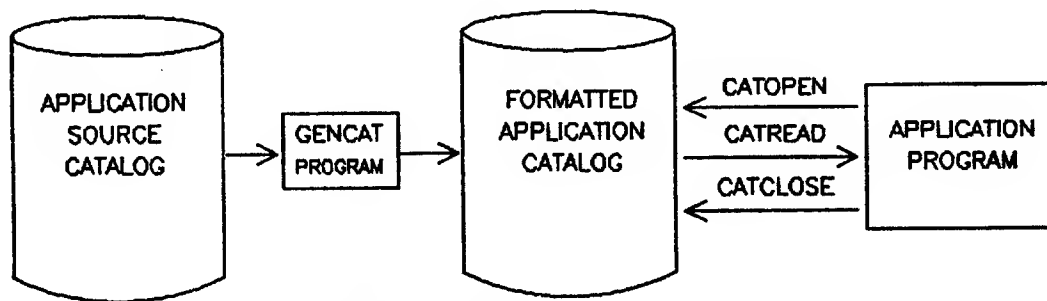 APPLICATION
SOURCE
CATALOG
GENCAT
PROGRAM
FORMATTED
APPLICATION
CATALOG
CATOPEN
CATREAD
CATCLOSE
APPLICATION
PROGRAM